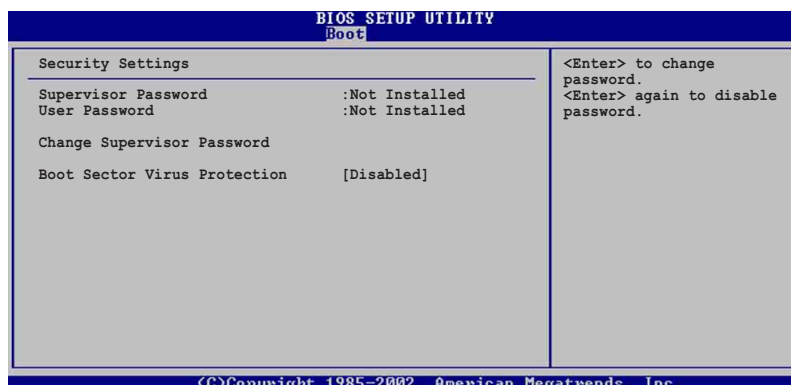 BIOS SETUP UTILITY
Boot
Security Settings
Supervisor Password :Not Installed
User Password :Not Installed
Change Supervisor Password
Boot Sector Virus Protection [Disabled]
<Enter> to change
password.
<Enter> again to disable
password.
(C)Copyright 1985-2002, American Megatrends, Inc